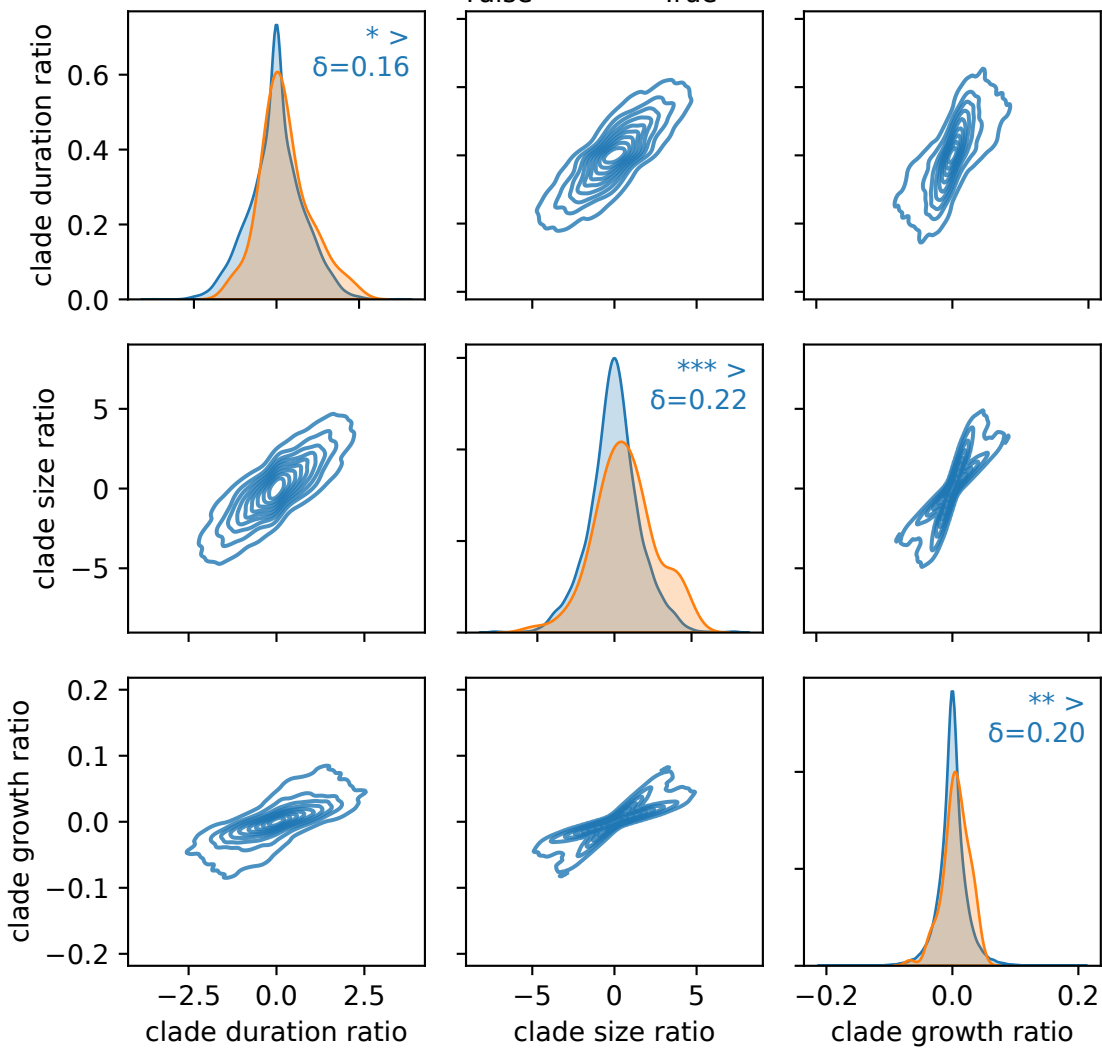 False True
clade duration ratio
0.6
0.4
0.2
0.0
* >
δ=0.16
clade size ratio
5
0
−5
*** >
δ=0.22
clade growth ratio
0.2
0.1
0.0
−0.1
−0.2
** >
δ=0.20
−2.5 0.0 2.5
−5 0 5
−0.2 0.0 0.2
clade duration ratio
clade size ratio
clade growth ratio